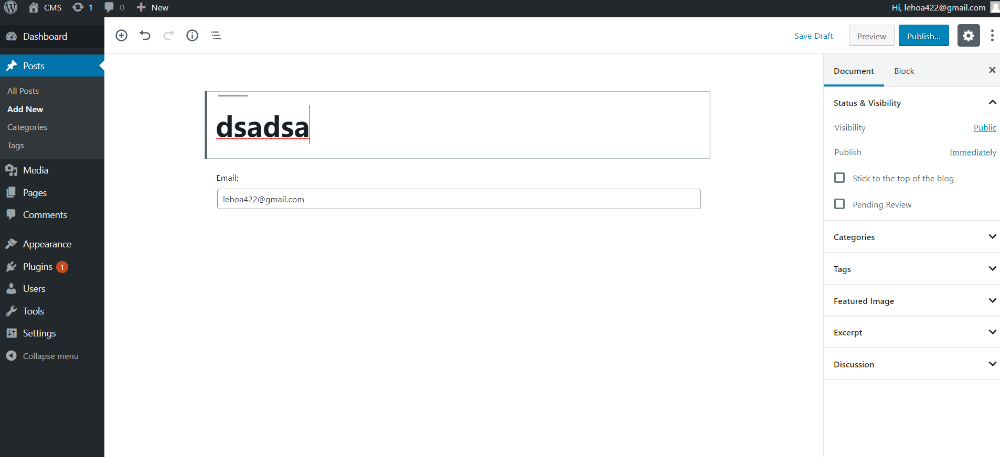 CMS 1 0 New Hi, lehoa422@gmail.com
Dashboard
Posts
All Posts
Add New
Categories
Tags
Media
Pages
Comments
Appearance
Plugins 1
Users
Tools
Settings
Collapse menu
Save Draft Preview Publish...
dsadsa
Email:
lehoa422@gmail.com
Document Block
Status & Visibility
Visibility Public
Publish Immediately
Stick to the top of the blog
Pending Review
Categories
Tags
Featured Image
Excerpt
Discussion